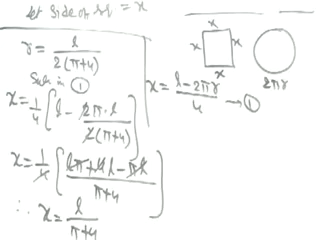 let Side of sq = x
x
x x
x
2πr
r = l / 2(π+4)
Sub in ①
x = (l - 2πr) / 4 → ①
x = 1/4 [ l - 2π·l / 2(π+4) ]
x = 1/4 [ (lπ + 4l - πl) / (π+4) ]
∴ x = l / (π+4)